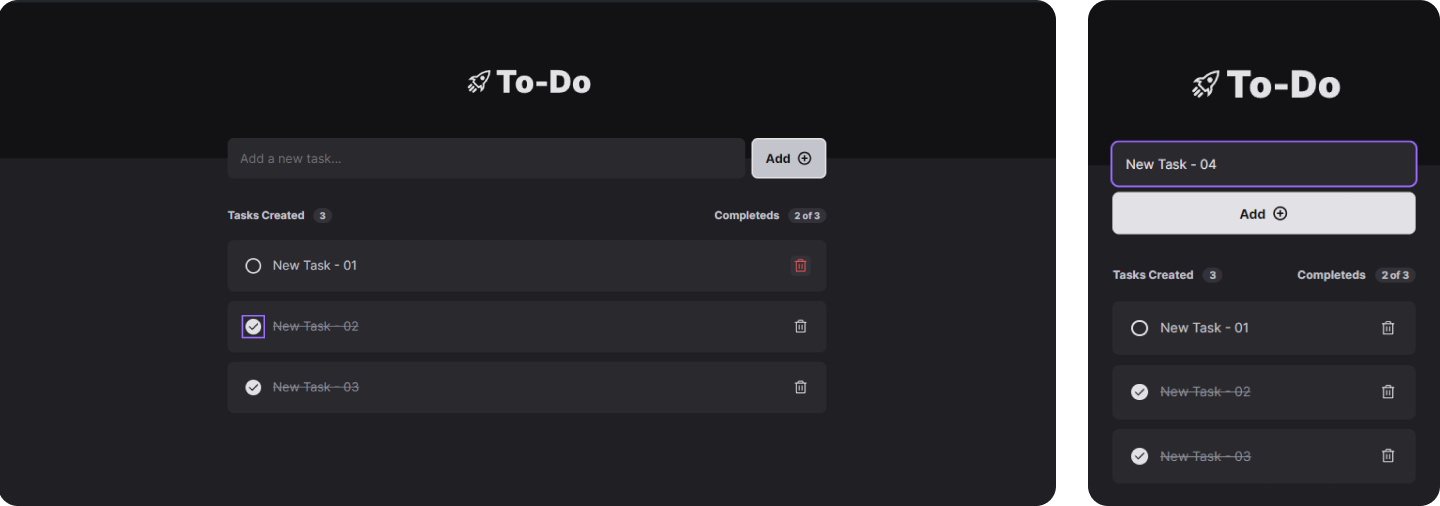 To-Do
Add a new task...
Add
Tasks Created 3
Completeds 2 of 3
New Task - 01
New Task - 02
New Task - 03
To-Do
New Task - 04
Add
Tasks Created 3
Completeds 2 of 3
New Task - 01
New Task - 02
New Task - 03